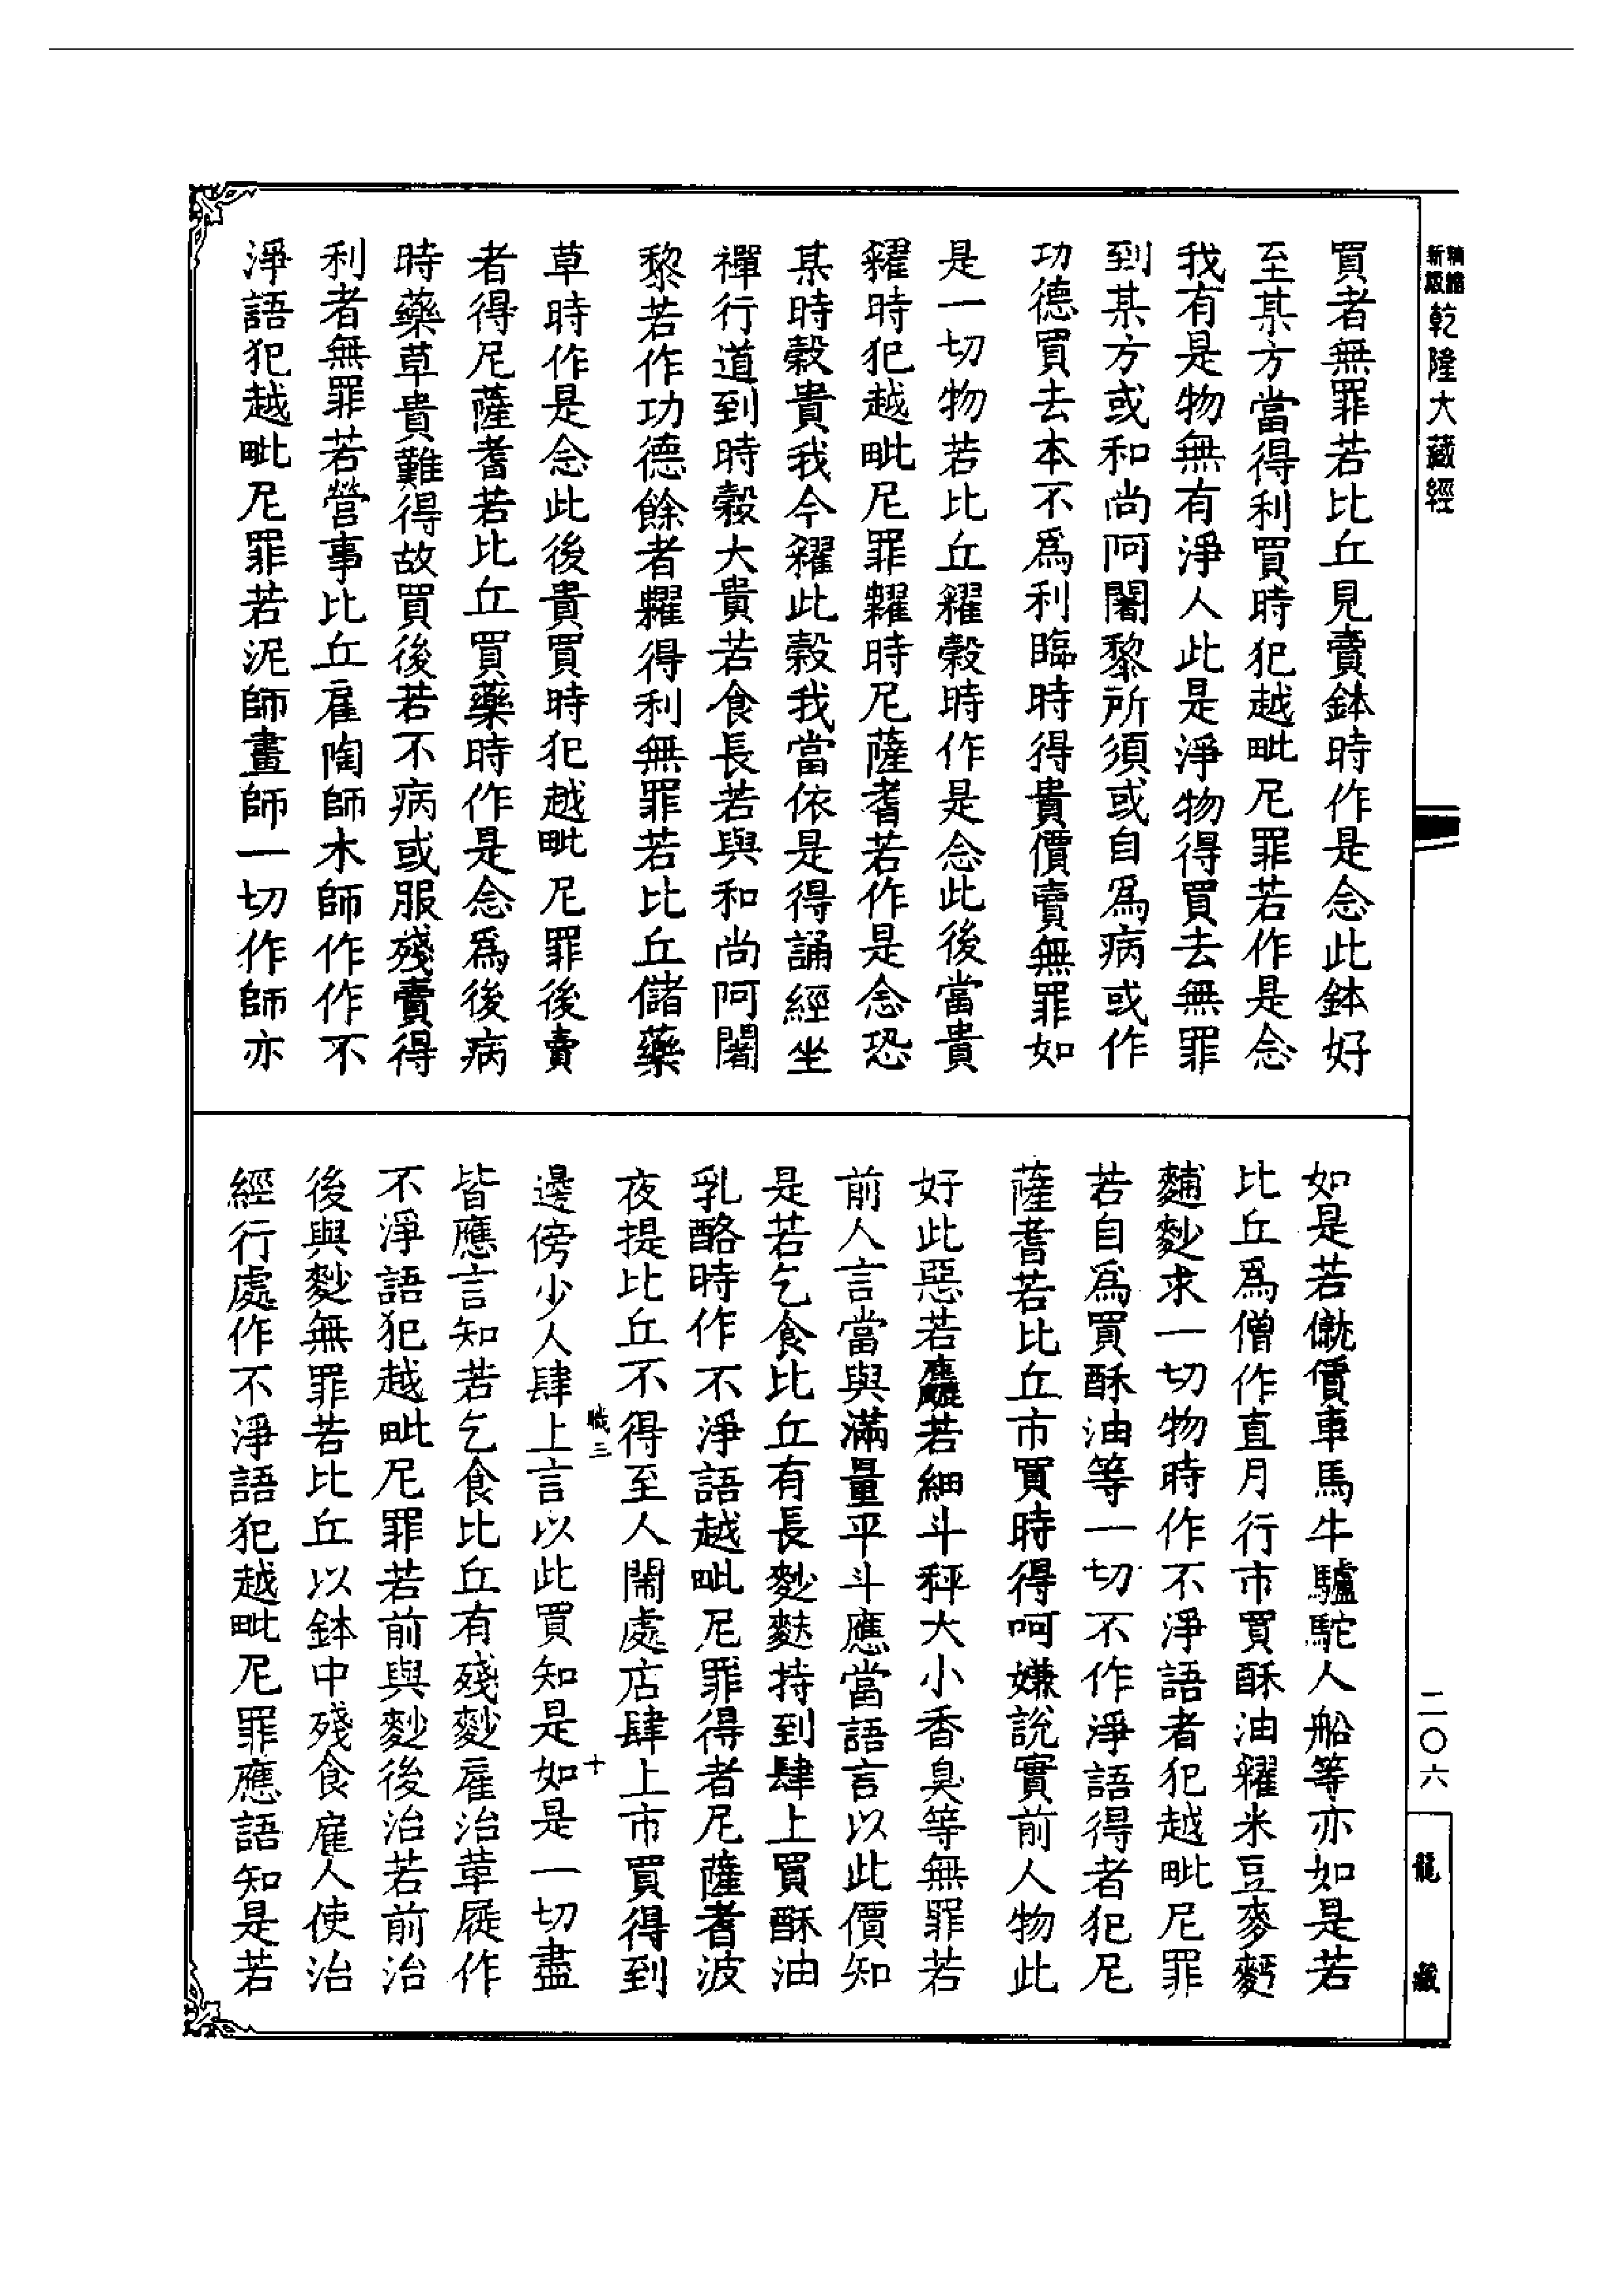 新版
精繕
乾隆大藏經
買者無罪若比丘見賣鉢時作是念此鉢好
至某方當得利買時犯越毗尼罪若作是念
我有是物無有淨人此是淨物得買去無罪
到某方或和尚阿闍黎所須或自爲病或作
功德買去本不爲利臨時得貴價賣無罪如
是一切物若比丘糴穀時作是念此後當貴
糴時犯越毗尼罪糶時尼薩耆若作是念恐
某時穀貴我今糴此穀我當依是得誦經坐
禪行道到時穀大貴若食長若與和尚阿闍
黎若作功德餘者糶得利無罪若比丘儲藥
草時作是念此後貴買時犯越毗尼罪後賣
者得尼薩耆若比丘買藥時作是念爲後病
時藥草貴難得故買後若不病或服殘賣得
利者無罪若營事比丘雇陶師木師作作不
淨語犯越毗尼罪若泥師畫師一切作師亦
如是若僦賃車馬牛驢駝人船等亦如是若
比丘爲僧作直月行市買酥油糴米豆麥麪
麨求一切物時作不淨語者犯越毗尼罪
若自爲買酥油等一切不作淨語得者犯尼
薩耆若比丘市買時得呵嫌說實前人物此
好此惡若麤若細斗秤大小香臭等無罪若
前人言當與滿量平斗應當語言以此價知
是若乞食比丘有長麨麩持到肆上買酥油
乳酪時作不淨語越毗尼罪得者尼薩耆波
夜提比丘不得至人鬧處店肆上市買得到
職三
十
邊傍少人肆上言以此買知是如是一切盡
皆應言知若乞食比丘有殘麨雇治革屣作
不淨語犯越毗尼罪若前與麨後治若前治
後與麨無罪若比丘以鉢中殘食雇人使治
經行處作不淨語犯越毗尼罪應語知是若
二〇六
龍藏